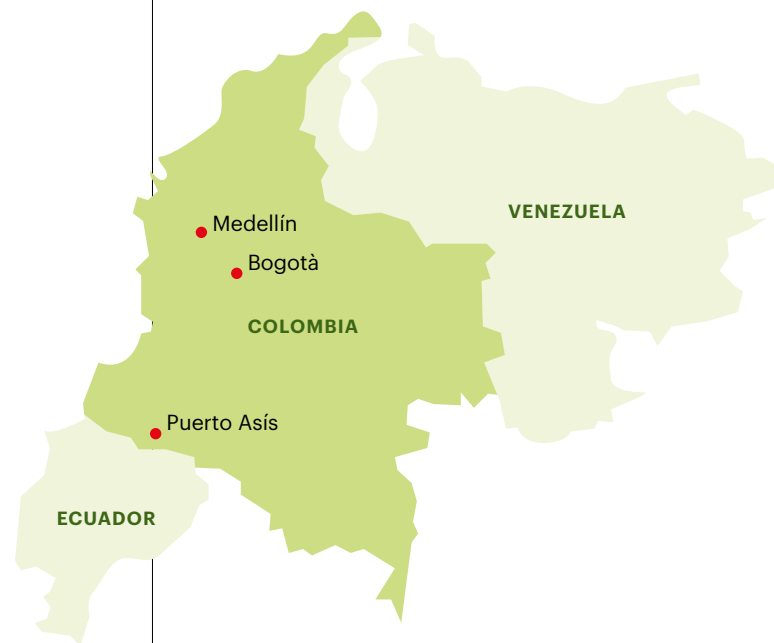 VENEZUELA
Medellín
Bogotà
COLOMBIA
Puerto Asís
ECUADOR